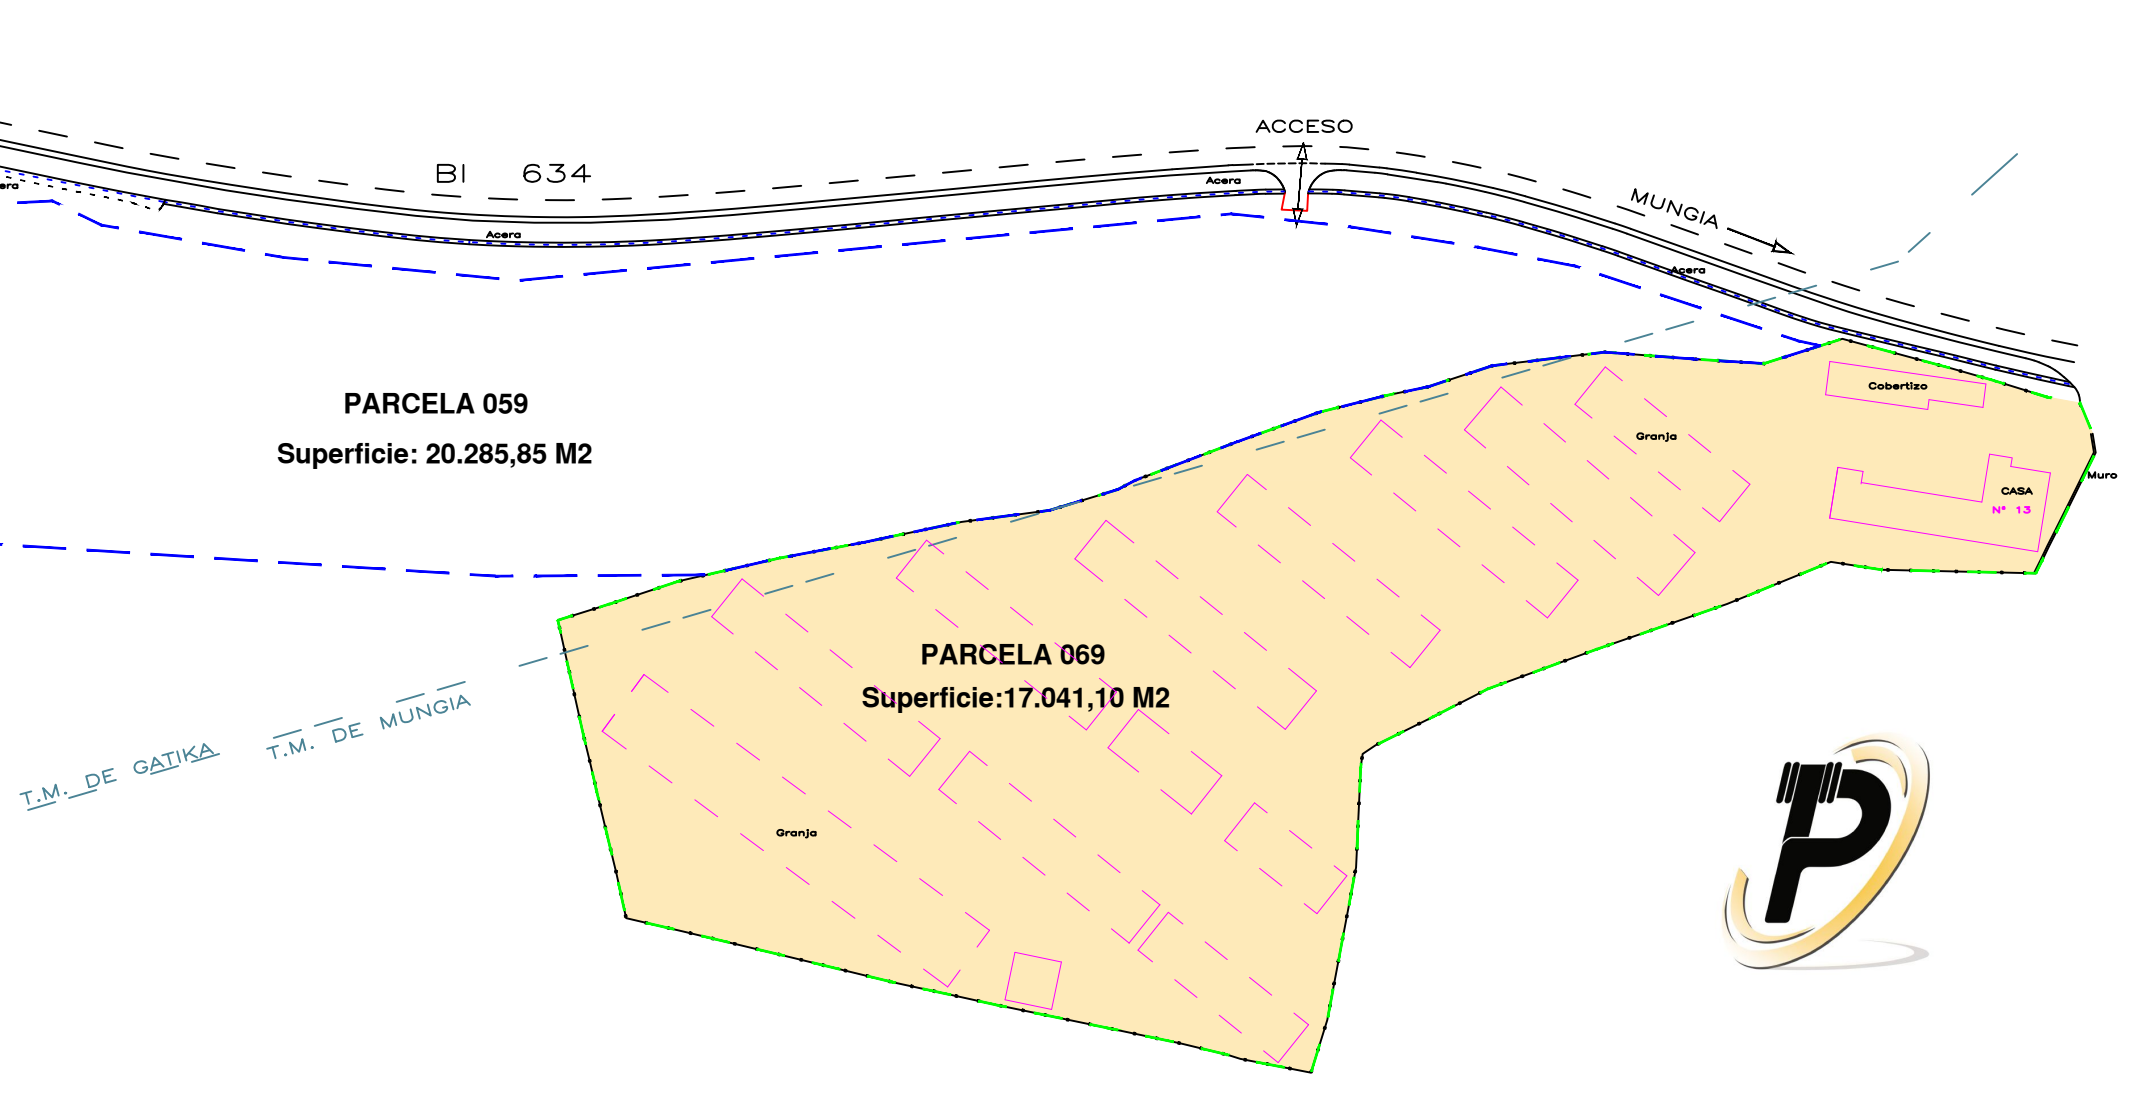 ACCESO
BI 634
Acera
era
MUNGIA
Acera
Acera
PARCELA 059
Superficie: 20.285,85 M2
Cobertizo
Granja
Muro
CASA
Nº 13
PARCELA 069
Superficie:17.041,10 M2
T.M. DE MUNGIA
T.M. DE GATIKA
Granja
P